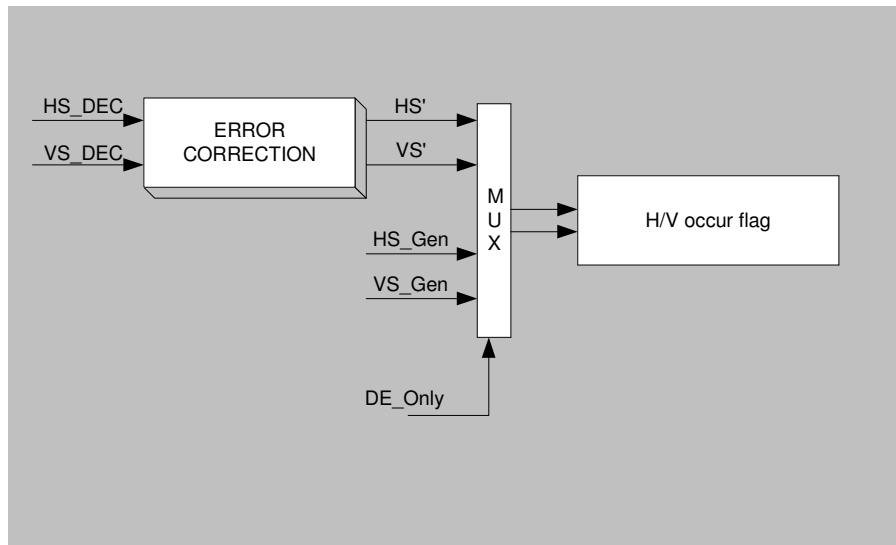 HS_DEC
VS_DEC
ERROR
CORRECTION
HS'
VS'
HS_Gen
VS_Gen
M
U
X
H/V occur flag
DE_Only